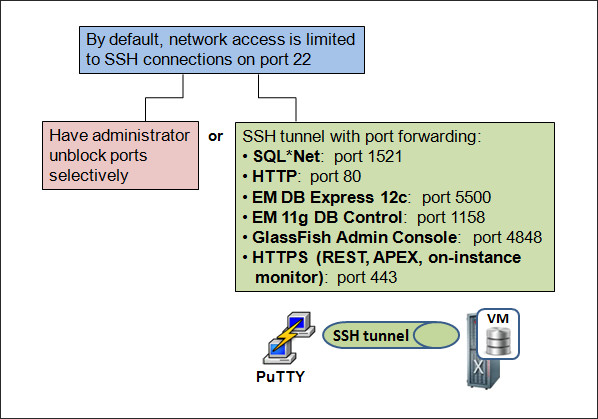 By default, network access is limited
to SSH connections on port 22
Have administrator
unblock ports
selectively
or
SSH tunnel with port forwarding:
• SQL*Net: port 1521
• HTTP: port 80
• EM DB Express 12c: port 5500
• EM 11g DB Control: port 1158
• GlassFish Admin Console: port 4848
• HTTPS (REST, APEX, on-instance
monitor): port 443
PuTTY
SSH tunnel
VM
X